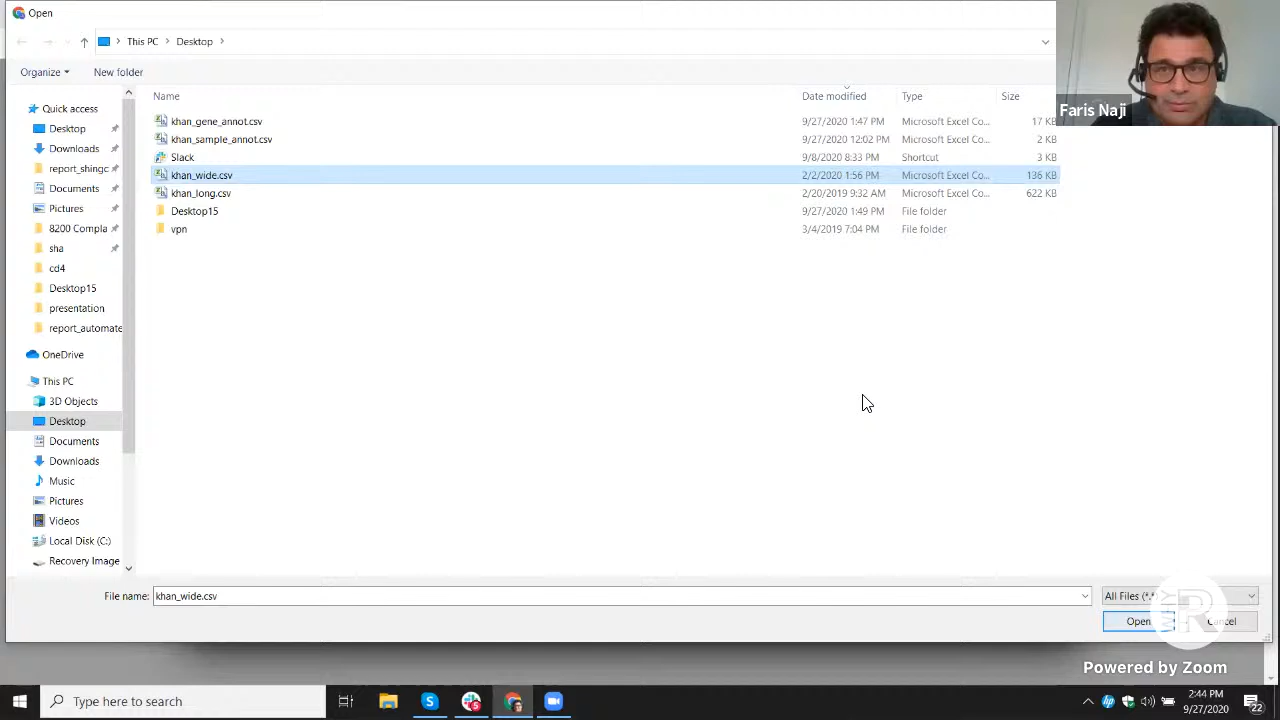 Open
This PC > Desktop >
Organize
New folder
Name
Date modified
Type
Size
Quick access
Desktop
Downloads
report_shingc
Documents
Pictures
8200 Compla
sha
cd4
Desktop15
presentation
report_automate
OneDrive
This PC
3D Objects
Desktop
Documents
Downloads
Music
Pictures
Videos
Local Disk (C:)
Recovery Image
khan_gene_annot.csv 9/27/2020 1:47 PM Microsoft Excel Co... 17 KB
khan_sample_annot.csv 9/27/2020 12:02 PM Microsoft Excel Co... 2 KB
Slack 9/8/2020 8:33 PM Shortcut 3 KB
khan_wide.csv 2/2/2020 1:56 PM Microsoft Excel Co... 136 KB
khan_long.csv 2/20/2019 9:32 AM Microsoft Excel Co... 622 KB
Desktop15 9/27/2020 1:49 PM File folder
vpn 3/4/2019 7:04 PM File folder
Faris Naji
File name: khan_wide.csv
All Files (*.*
Open
Cancel
WHY R
Powered by Zoom
Type here to search
2:44 PM
9/27/2020
22